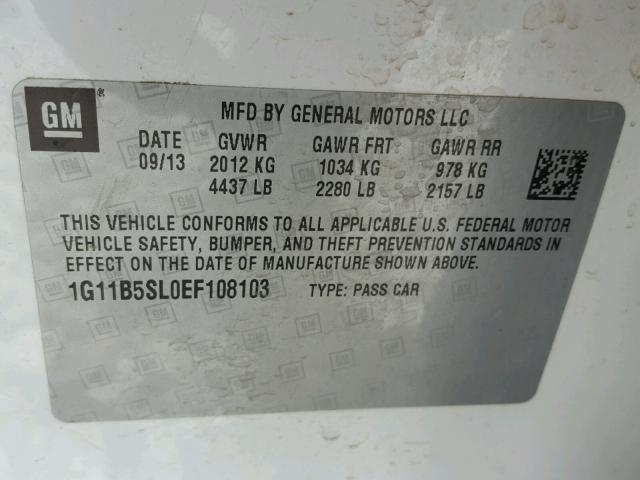 GM ®
MFD BY GENERAL MOTORS LLC
DATE GVWR GAWR FRT GAWR RR
09/13 2012 KG 1034 KG 978 KG
4437 LB 2280 LB 2157 LB
THIS VEHICLE CONFORMS TO ALL APPLICABLE U.S. FEDERAL MOTOR
VEHICLE SAFETY, BUMPER, AND THEFT PREVENTION STANDARDS IN
EFFECT ON THE DATE OF MANUFACTURE SHOWN ABOVE.
1G11B5SL0EF108103 TYPE: PASS CAR